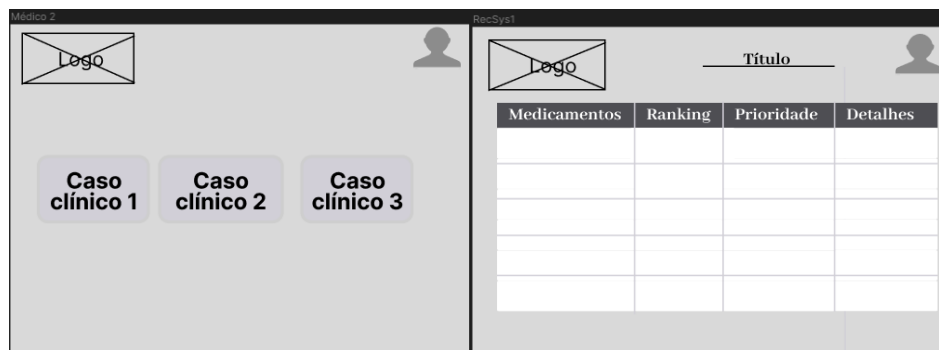 Médico 2
Logo
Caso
clínico 1
Caso
clínico 2
Caso
clínico 3
RecSys1
Logo
Título
Medicamentos Ranking Prioridade Detalhes